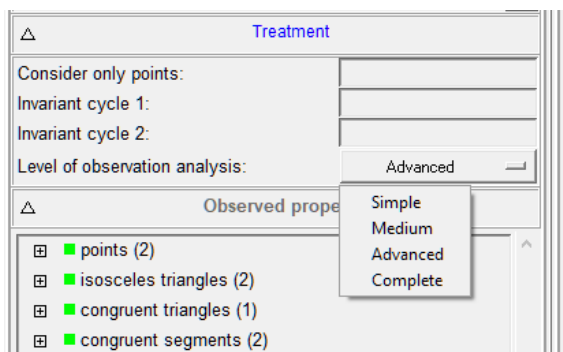 Treatment
Consider only points:
Invariant cycle 1:
Invariant cycle 2:
Level of observation analysis: Advanced
Simple
Medium
Advanced
Complete
Observed prope
points (2)
isosceles triangles (2)
congruent triangles (1)
congruent segments (2)